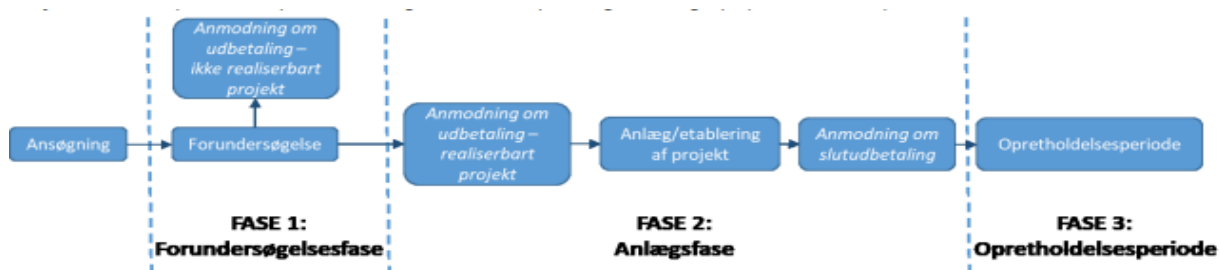 Anmodning om
udbetaling –
ikke realiserbart
projekt
Ansøgning
Forundersøgelse
Anmodning om
udbetaling –
realiserbart
projekt
Anlæg/etablering
af projekt
Anmodning om
slutudbetaling
Opretholdelsesperiode
FASE 1:
Forundersøgelsesfase
FASE 2:
Anlægsfase
FASE 3:
Opretholdelsesperiode